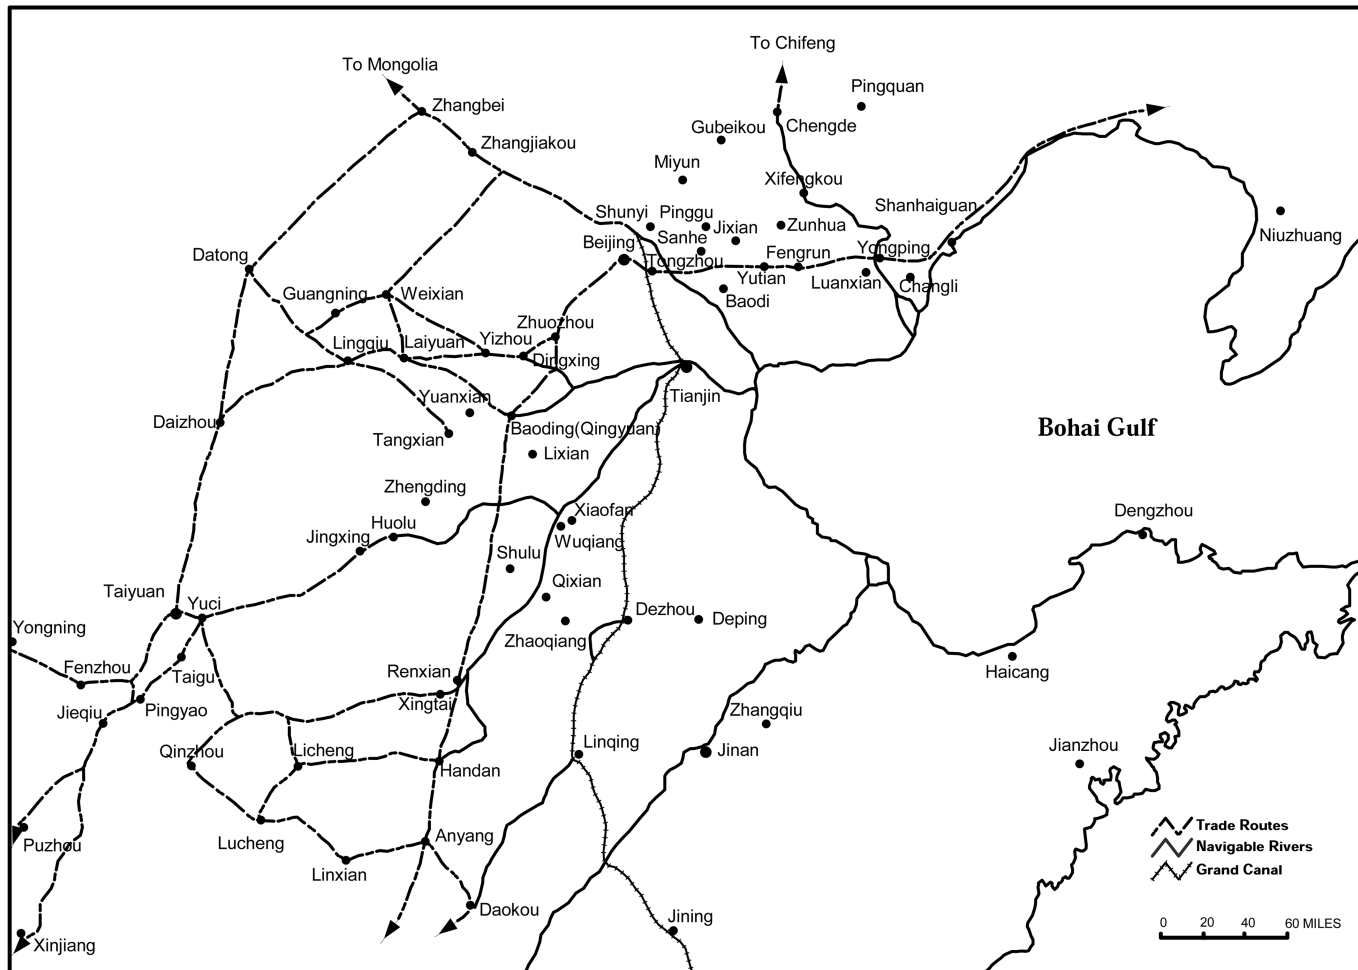 To Chifeng
To Mongolia
Pingquan
Zhangbei
Chengde
Gubeikou
Zhangjiakou
Miyun
Xifengkou
Shanhaiguan
Shunyi
Pinggu
Jixian
Zunhua
Niuzhuang
Beijing
Sanhe
Yongping
Datong
Tongzhou
Fengrun
Yutian
Luanxian
Changli
Guangning
Weixian
Baodi
Zhuozhou
Lingqiu
Laiyuan
Yizhou
Dingxing
Yuanxian
Tianjin
Daizhou
Baoding(Qingyuan)
Bohai Gulf
Tangxian
Lixian
Zhengding
Xiaofan
Dengzhou
Huolu
Jingxing
Wuqiang
Shulu
Qixian
Taiyuan
Yuci
Dezhou
Deping
Yongning
Zhaoqiang
Fenzhou
Taigu
Renxian
Haicang
Xingtai
Jieqiu
Pingyao
Zhangqiu
Qinzhou
Licheng
Linqing
Jinan
Jianzhou
Handan
Trade Routes
Puzhou
Lucheng
Anyang
Navigable Rivers
Linxian
Grand Canal
Daokou
Jining
0 20 40 60 MILES
Xinjiang